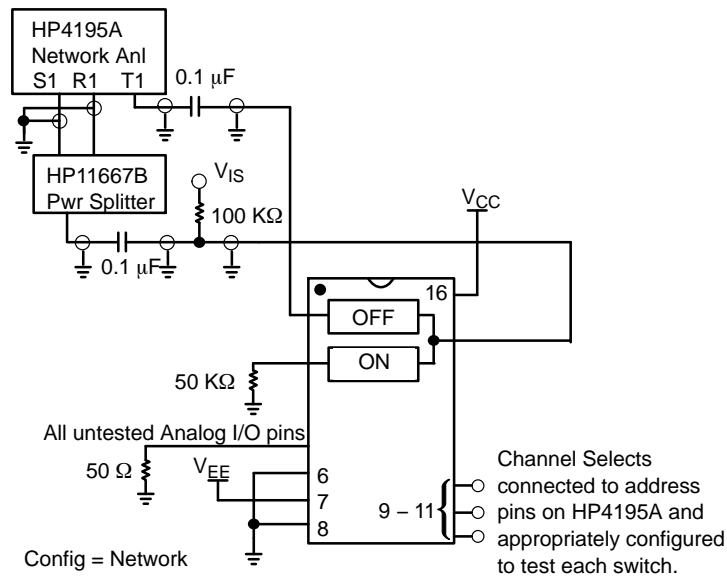 HP4195A
Network Anl
S1 R1 T1
0.1 μF
HP11667B
Pwr Splitter
VIS
100 KΩ
0.1 μF
VCC
16
OFF
ON
50 KΩ
All untested Analog I/O pins
50 Ω
VEE
6
7
8
9 – 11
Channel Selects
connected to address
pins on HP4195A and
appropriately configured
to test each switch.
Config = Network